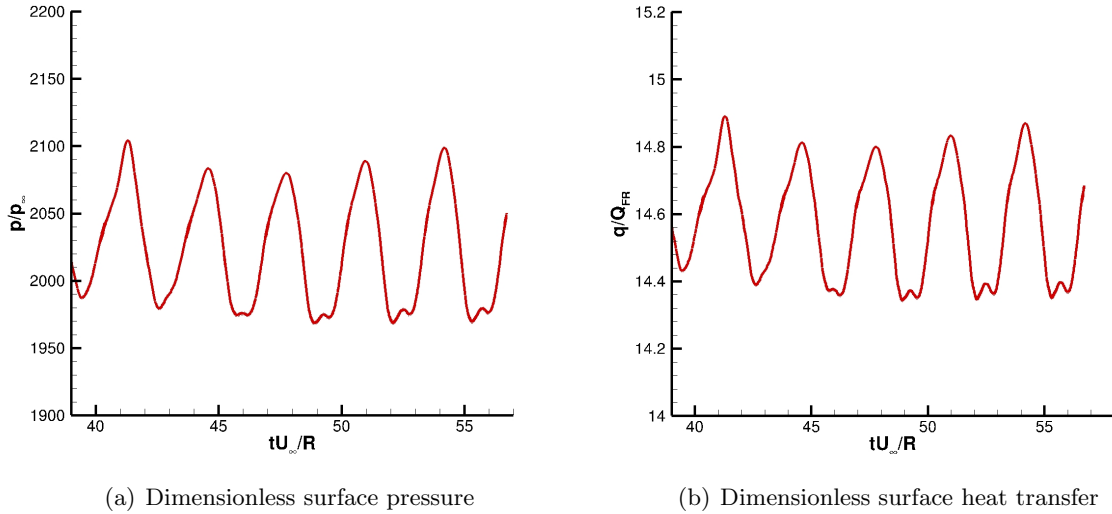 2200
2150
2100
2050
2000
1950
1900
p/p∞
40 45 50 55
tU∞/R
(a) Dimensionless surface pressure
15.2
15
14.8
14.6
14.4
14.2
14
q/Q_FR
40 45 50 55
tU∞/R
(b) Dimensionless surface heat transfer